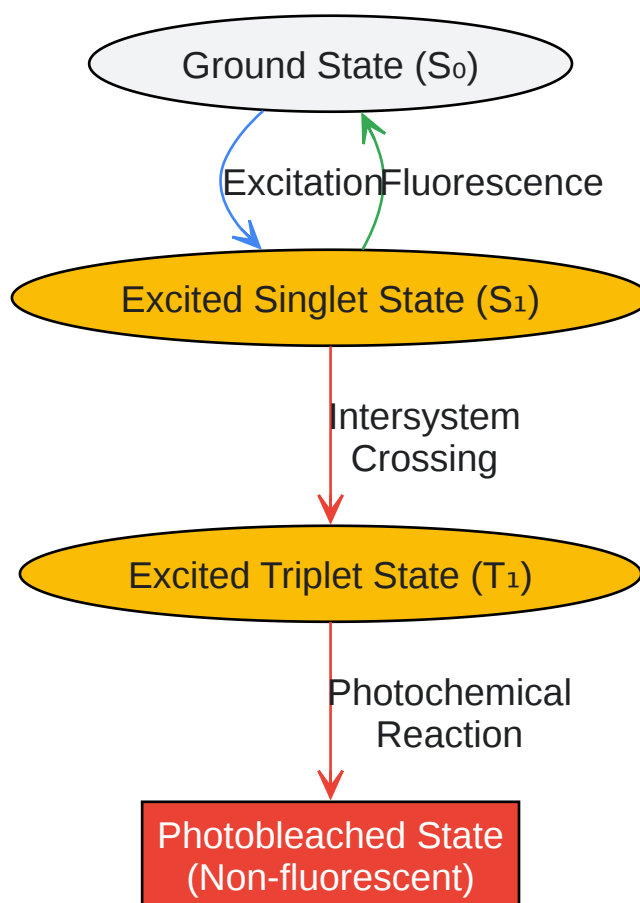 Ground State (S₀)
Excitation
Fluorescence
Excited Singlet State (S₁)
Intersystem
Crossing
Excited Triplet State (T₁)
Photochemical
Reaction
Photobleached State
(Non-fluorescent)